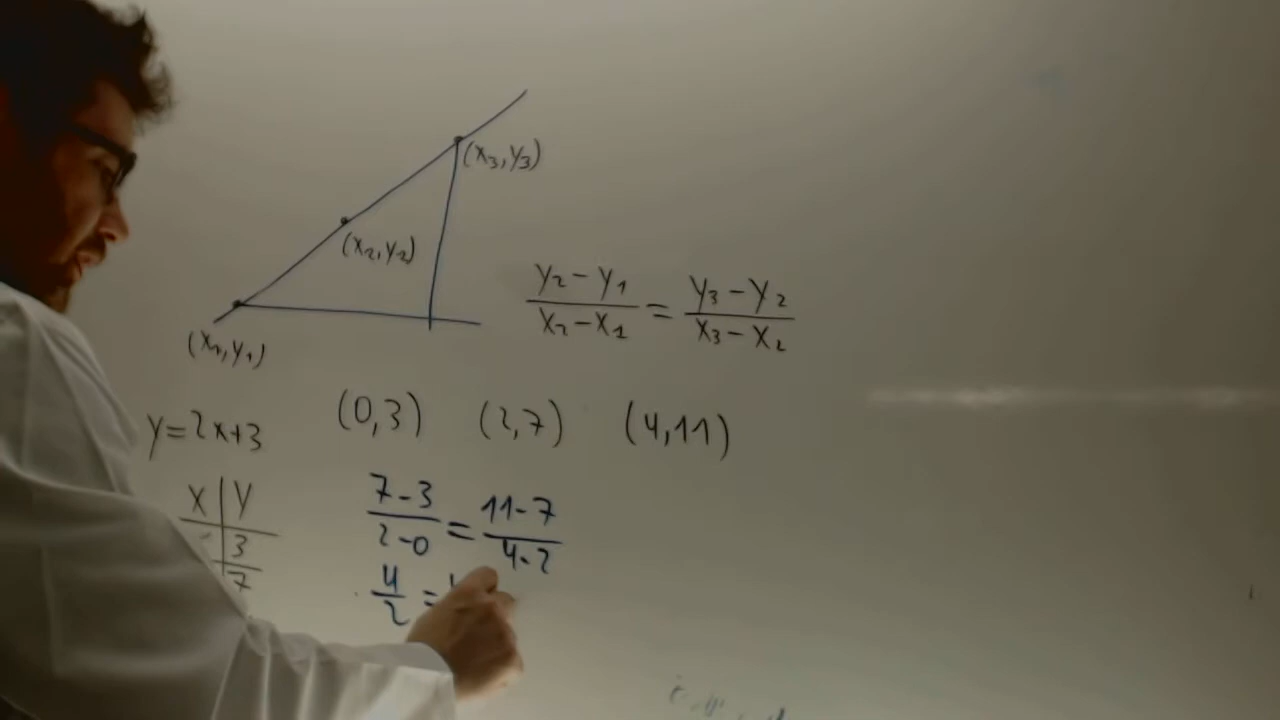 (x₃,y₃)
(x₂,y₂)
(x₁,y₁)
y₂-y₁ / x₂-x₁ = y₃-y₂ / x₃-x₂
y=2x+3 (0,3) (2,7) (4,11)
x | y
3
7
7-3 / 2-0 = 11-7 / 4-2
4/2 =